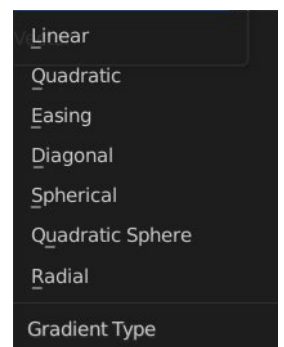 Linear
Quadratic
Easing
Diagonal
Spherical
Quadratic Sphere
Radial
Gradient Type